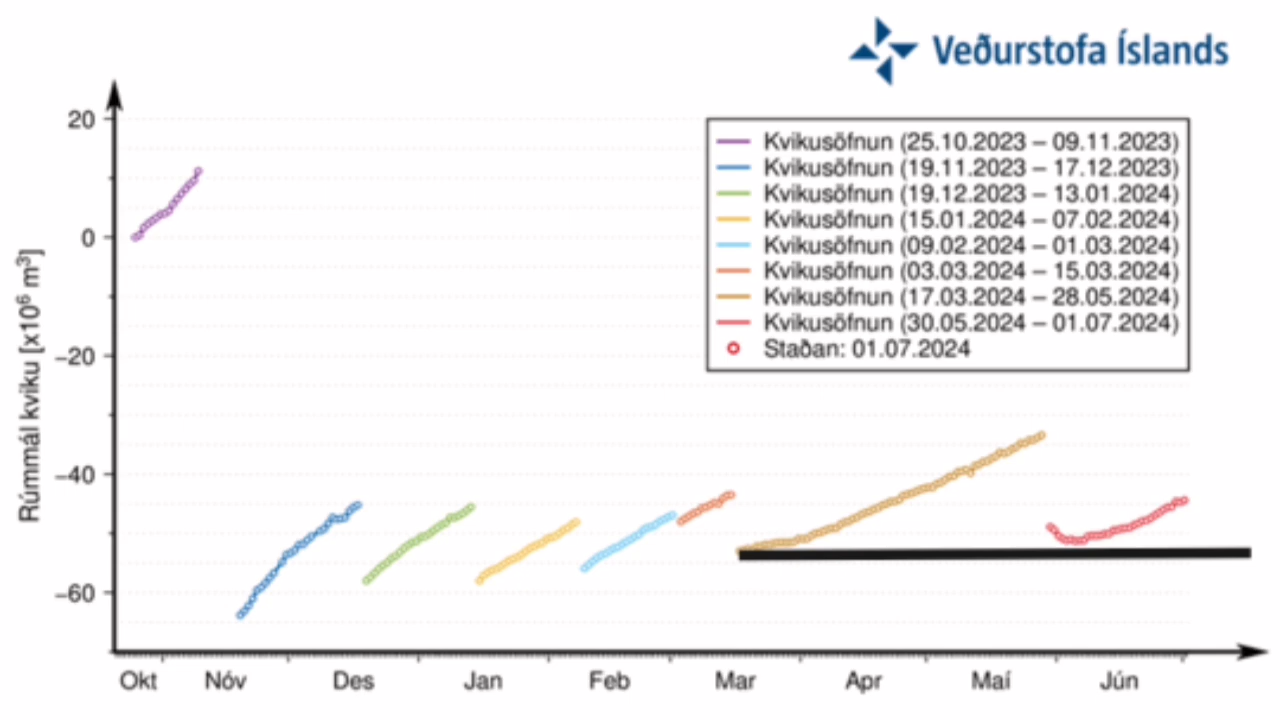 Veðurstofa Íslands
20
0
−20
−40
−60
Rúmmál kviku [x10⁶ m³]
Kvikusöfnun (25.10.2023 – 09.11.2023)
Kvikusöfnun (19.11.2023 – 17.12.2023)
Kvikusöfnun (19.12.2023 – 13.01.2024)
Kvikusöfnun (15.01.2024 – 07.02.2024)
Kvikusöfnun (09.02.2024 – 01.03.2024)
Kvikusöfnun (03.03.2024 – 15.03.2024)
Kvikusöfnun (17.03.2024 – 28.05.2024)
Kvikusöfnun (30.05.2024 – 01.07.2024)
Staðan: 01.07.2024
Okt Nóv Des Jan Feb Mar Apr Maí Jún